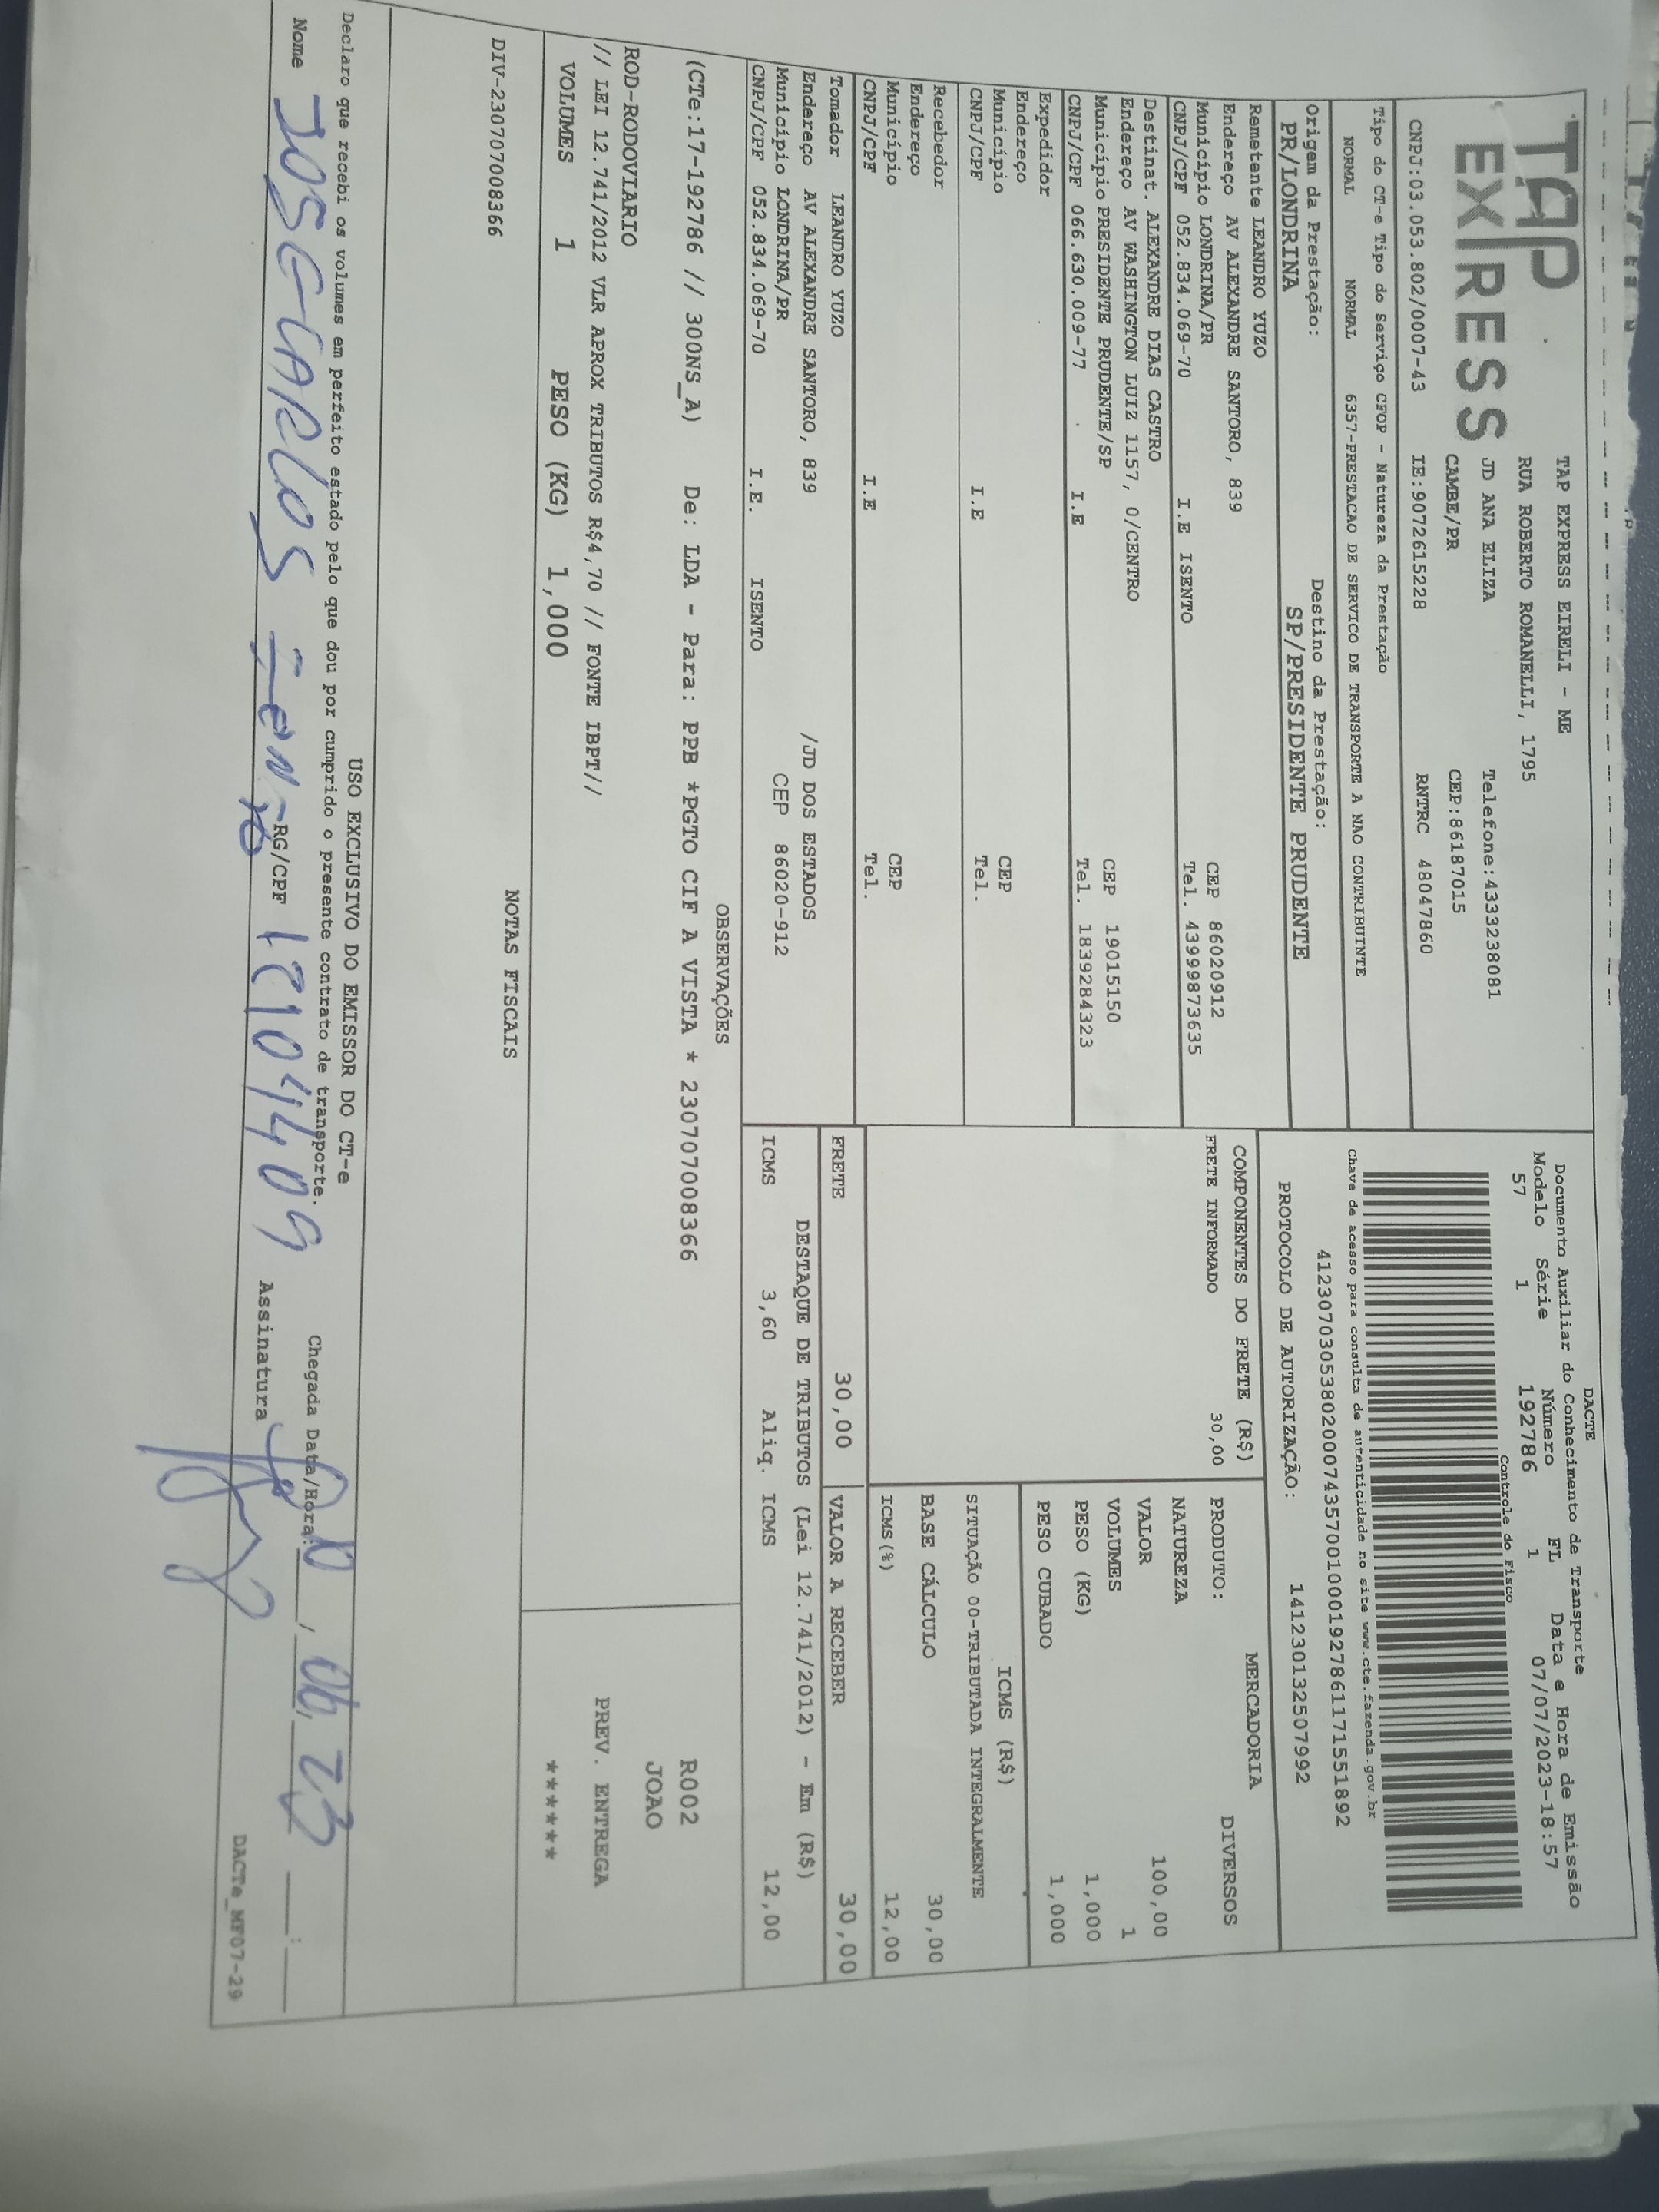 TAP
EXPRESS
TAP EXPRESS EIRELI - ME
RUA ROBERTO ROMANELLI, 1795
JD ANA ELIZA Telefone:4333238081
CAMBE/PR CEP:86187015
CNPJ:03.053.802/0007-43 IE:9072615228 RNTRC 48047860
DACTE
Documento Auxiliar do Conhecimento de Transporte
Modelo Série Número FL Data e Hora de Emissão
57 1 192786 1 07/07/2023-18:57
Controle do Fisco
Chave de acesso para consulta de autenticidade no site www.cte.fazenda.gov.br
41230703053802000743570010001927861171551892
PROTOCOLO DE AUTORIZAÇÃO: 141230132507992
Tipo do CT-e Tipo do Serviço CFOP - Natureza da Prestação
NORMAL NORMAL 6357-PRESTACAO DE SERVICO DE TRANSPORTE A NAO CONTRIBUINTE
Origem da Prestação: Destino da Prestação:
PR/LONDRINA SP/PRESIDENTE PRUDENTE
Remetente LEANDRO YUZO
Endereço AV ALEXANDRE SANTORO, 839
Município LONDRINA/PR CEP 86020912
CNPJ/CPF 052.834.069-70 I.E ISENTO Tel. 43999873635
Destinat. ALEXANDRE DIAS CASTRO
Endereço AV WASHINGTON LUIZ 1157, 0/CENTRO
Município PRESIDENTE PRUDENTE/SP CEP 19015150
CNPJ/CPF 066.630.009-77 I.E Tel. 1839284323
Expedidor
Endereço
Município CEP
CNPJ/CPF I.E Tel.
Recebedor
Endereço
Município CEP
CNPJ/CPF I.E Tel.
COMPONENTES DO FRETE (R$)
FRETE INFORMADO 30,00
MERCADORIA
PRODUTO: DIVERSOS
NATUREZA
VALOR 100,00
VOLUMES 1
PESO (KG) 1,000
PESO CUBADO 1,000
ICMS (R$)
SITUAÇÃO 00-TRIBUTADA INTEGRALMENTE
BASE CÁLCULO 30,00
ICMS(%) 12,00
Tomador LEANDRO YUZO
Endereço AV ALEXANDRE SANTORO, 839 /JD DOS ESTADOS
Município LONDRINA/PR CEP 86020-912
CNPJ/CPF 052.834.069-70 I.E. ISENTO
FRETE 30,00 VALOR A RECEBER 30,00
DESTAQUE DE TRIBUTOS (Lei 12.741/2012) - Em (R$)
ICMS 3,60 Aliq. ICMS 12,00
OBSERVAÇÕES
(CTe:17-192786 // 300NS_A) De: LDA - Para: PPB *PGTO CIF A VISTA * 230707008366
ROD-RODOVIARIO
// LEI 12.741/2012 VLR APROX TRIBUTOS R$4,70 // FONTE IBPT//
VOLUMES 1 PESO (KG) 1,000
R002
JOAO
PREV. ENTREGA
******
NOTAS FISCAIS
DIV-230707008366
USO EXCLUSIVO DO EMISSOR DO CT-e
Declaro que recebi os volumes em perfeito estado pelo que dou por cumprido o presente contrato de transporte.
Chegada Data/Hora:
Nome JOSE CARLOS RG/CPF Assinatura
DACTe_MF07-29